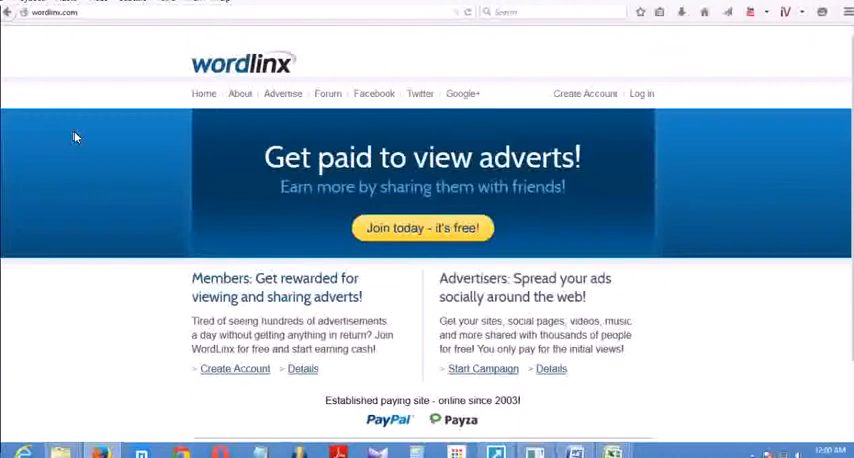 wordlinx.com
Search
wordlinx
Home About Advertise Forum Facebook Twitter Google+ Create Account Log In
Get paid to view adverts!
Earn more by sharing them with friends!
Join today - it's free!
Members: Get rewarded for
viewing and sharing adverts!
Tired of seeing hundreds of advertisements
a day without getting anything in return? Join
WordLinx for free and start earning cash!
> Create Account > Details
Advertisers: Spread your ads
socially around the web!
Get your sites, social pages, videos, music
and more shared with thousands of people
for free! You only pay for the initial views!
> Start Campaign > Details
Established paying site - online since 2003!
PayPal Payza
12:00 AM